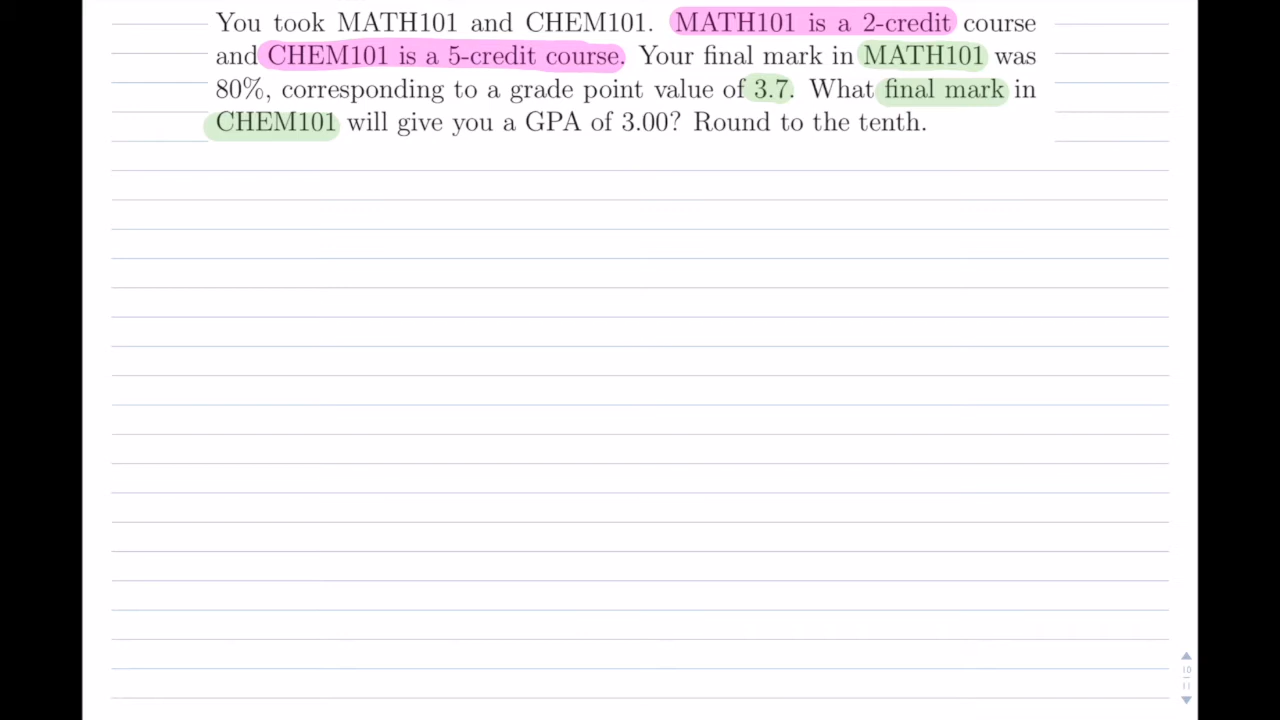 You took MATH101 and CHEM101. MATH101 is a 2-credit course
and CHEM101 is a 5-credit course. Your final mark in MATH101 was
80%, corresponding to a grade point value of 3.7. What final mark in
CHEM101 will give you a GPA of 3.00? Round to the tenth.
10
11